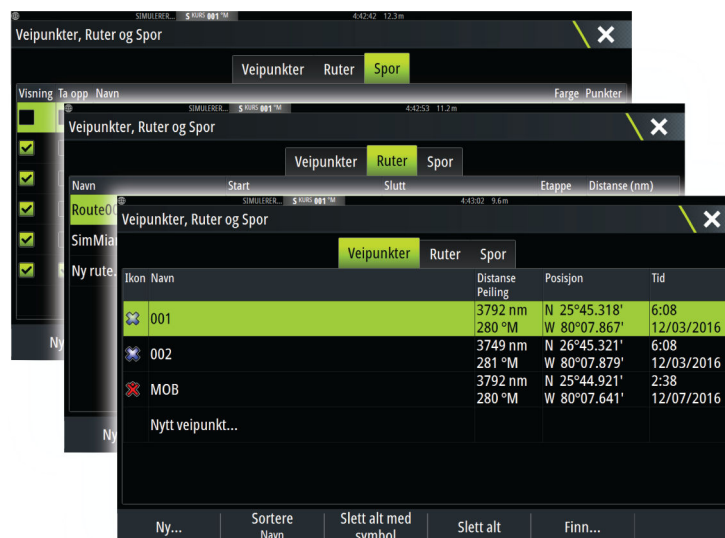 SIMULERER... S KURS 001 °M 4:42:42 12.3 m
Veipunkter, Ruter og Spor
Veipunkter Ruter Spor
Visning Ta opp Navn Farge Punkter
SIMULERER... S KURS 001 °M 4:42:53 11.2 m
Veipunkter, Ruter og Spor
Veipunkter Ruter Spor
Navn Start Slutt Etappe Distanse (nm)
Ny rute...
SIMULERER... S KURS 001 °M 4:43:02 9.6 m
Veipunkter, Ruter og Spor
Veipunkter Ruter Spor
Ikon Navn Distanse Posisjon Tid
Peiling
001 3792 nm N 25°45.318' 6:08
280 °M W 80°07.867' 12/03/2016
002 3749 nm N 26°45.321' 6:08
281 °M W 80°07.879' 12/03/2016
MOB 3792 nm N 25°44.921' 2:38
280 °M W 80°07.641' 12/07/2016
Nytt veipunkt...
Ny... Sortere Slett alt med Slett alt Finn...
Navn symbol